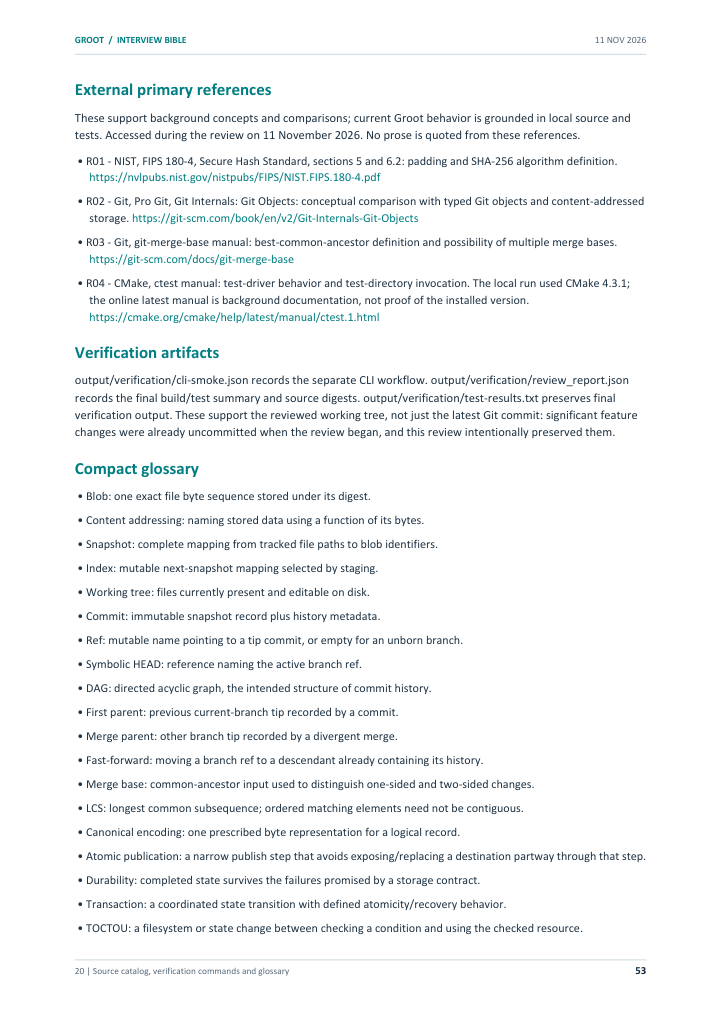 GROOT / INTERVIEW BIBLE
11 NOV 2026
External primary references
These support background concepts and comparisons; current Groot behavior is grounded in local source and
tests. Accessed during the review on 11 November 2026. No prose is quoted from these references.
• R01 - NIST, FIPS 180-4, Secure Hash Standard, sections 5 and 6.2: padding and SHA-256 algorithm definition.
https://nvlpubs.nist.gov/nistpubs/FIPS/NIST.FIPS.180-4.pdf
• R02 - Git, Pro Git, Git Internals: Git Objects: conceptual comparison with typed Git objects and content-addressed
storage. https://git-scm.com/book/en/v2/Git-Internals-Git-Objects
• R03 - Git, git-merge-base manual: best-common-ancestor definition and possibility of multiple merge bases.
https://git-scm.com/docs/git-merge-base
• R04 - CMake, ctest manual: test-driver behavior and test-directory invocation. The local run used CMake 4.3.1;
the online latest manual is background documentation, not proof of the installed version.
https://cmake.org/cmake/help/latest/manual/ctest.1.html
Verification artifacts
output/verification/cli-smoke.json records the separate CLI workflow. output/verification/review_report.json
records the final build/test summary and source digests. output/verification/test-results.txt preserves final
verification output. These support the reviewed working tree, not just the latest Git commit: significant feature
changes were already uncommitted when the review began, and this review intentionally preserved them.
Compact glossary
• Blob: one exact file byte sequence stored under its digest.
• Content addressing: naming stored data using a function of its bytes.
• Snapshot: complete mapping from tracked file paths to blob identifiers.
• Index: mutable next-snapshot mapping selected by staging.
• Working tree: files currently present and editable on disk.
• Commit: immutable snapshot record plus history metadata.
• Ref: mutable name pointing to a tip commit, or empty for an unborn branch.
• Symbolic HEAD: reference naming the active branch ref.
• DAG: directed acyclic graph, the intended structure of commit history.
• First parent: previous current-branch tip recorded by a commit.
• Merge parent: other branch tip recorded by a divergent merge.
• Fast-forward: moving a branch ref to a descendant already containing its history.
• Merge base: common-ancestor input used to distinguish one-sided and two-sided changes.
• LCS: longest common subsequence; ordered matching elements need not be contiguous.
• Canonical encoding: one prescribed byte representation for a logical record.
• Atomic publication: a narrow publish step that avoids exposing/replacing a destination partway through that step.
• Durability: completed state survives the failures promised by a storage contract.
• Transaction: a coordinated state transition with defined atomicity/recovery behavior.
• TOCTOU: a filesystem or state change between checking a condition and using the checked resource.
20 | Source catalog, verification commands and glossary
53